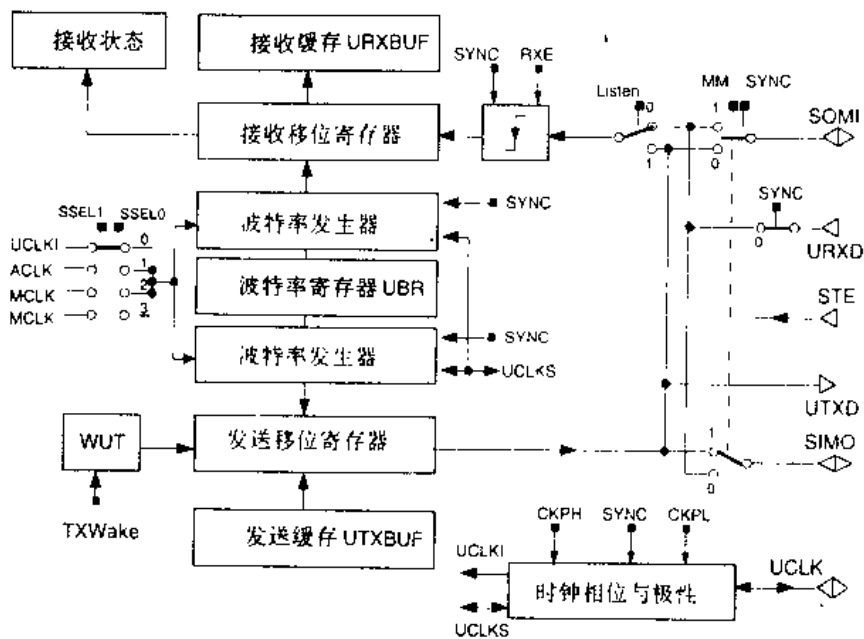 接收状态
接收缓存 URXBUF
SYNC
RXE
Listen
0
1
MM
SYNC
SOMI
接收移位寄存器
1
0
SSEL1
SSEL0
波特率发生器
SYNC
SYNC
0
URXD
UCLKI
0
ACLK
1
MCLK
2
MCLK
3
波特率寄存器 UBR
STE
波特率发生器
SYNC
UCLKS
UTXD
WUT
发送移位寄存器
1
0
SIMO
TXWake
发送缓存 UTXBUF
CKPH
SYNC
CKPL
UCLKI
时钟相位与极性
UCLK
UCLKS